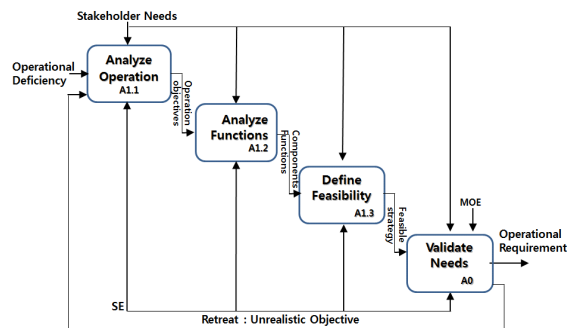 Stakeholder Needs
Operational
Deficiency
Analyze
Operation
A1.1
Operation
objectives
Analyze
Functions
A1.2
Components
Functions
Define
Feasibility
A1.3
Feasible
strategy
MOE
Validate
Needs
A0
Operational
Requirement
SE
Retreat : Unrealistic Objective